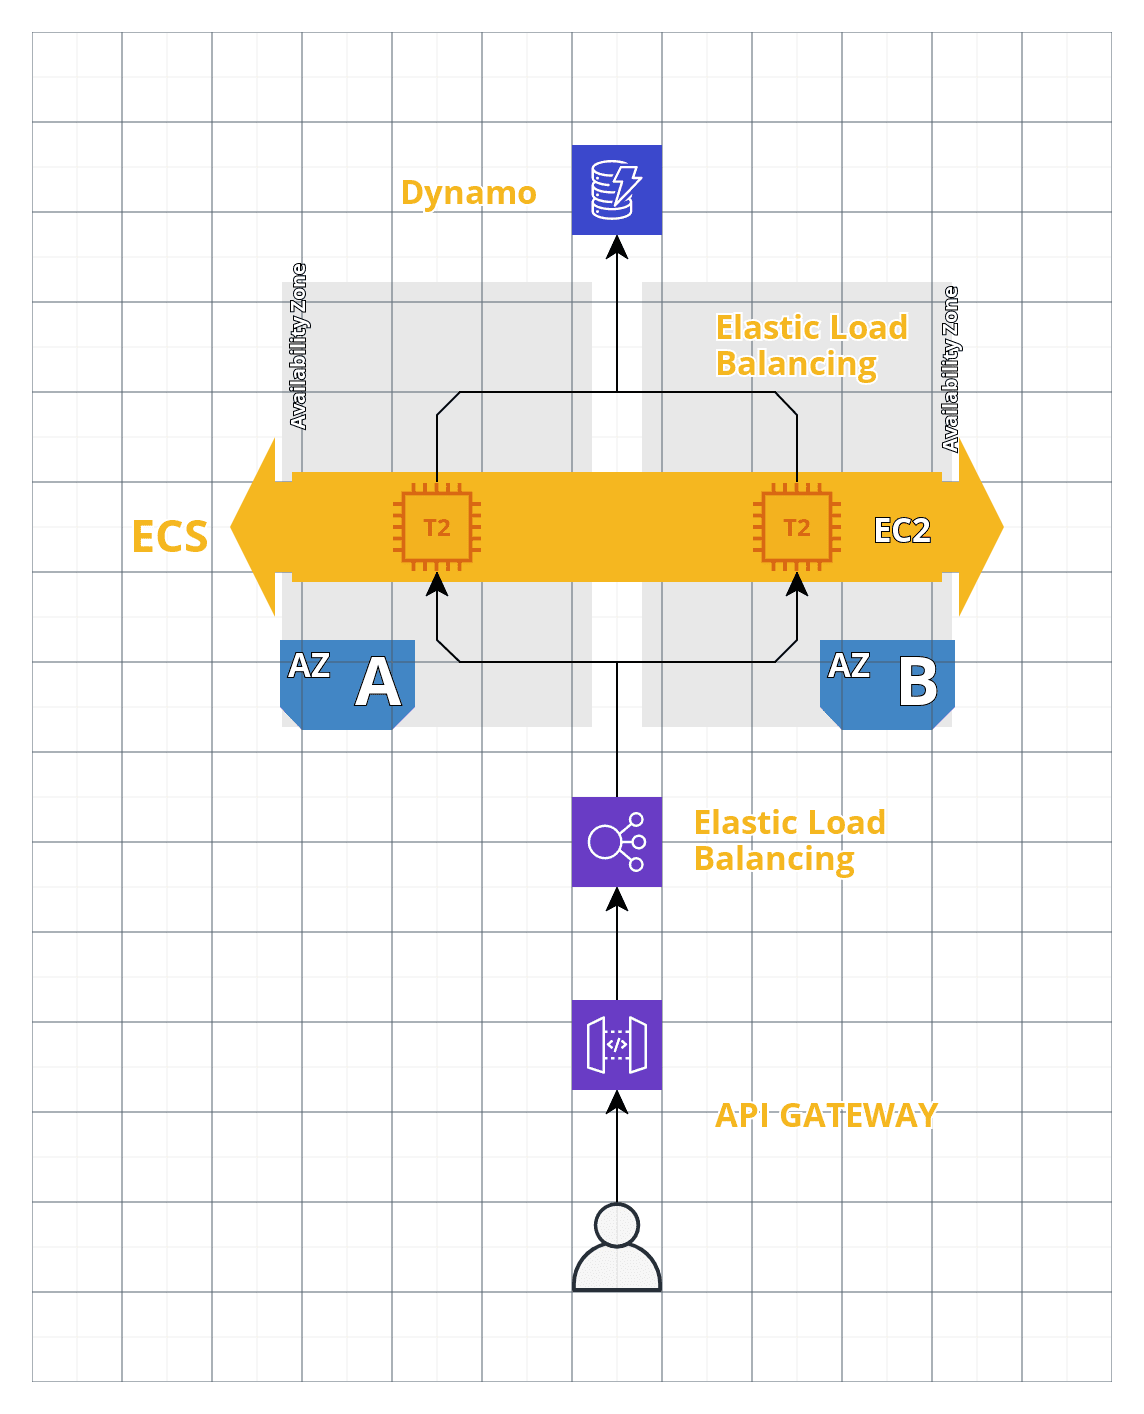 Dynamo
Availability Zone
Availability Zone
Elastic Load
Balancing
ECS
T2
T2
EC2
AZ A
AZ B
Elastic Load
Balancing
</>
API GATEWAY